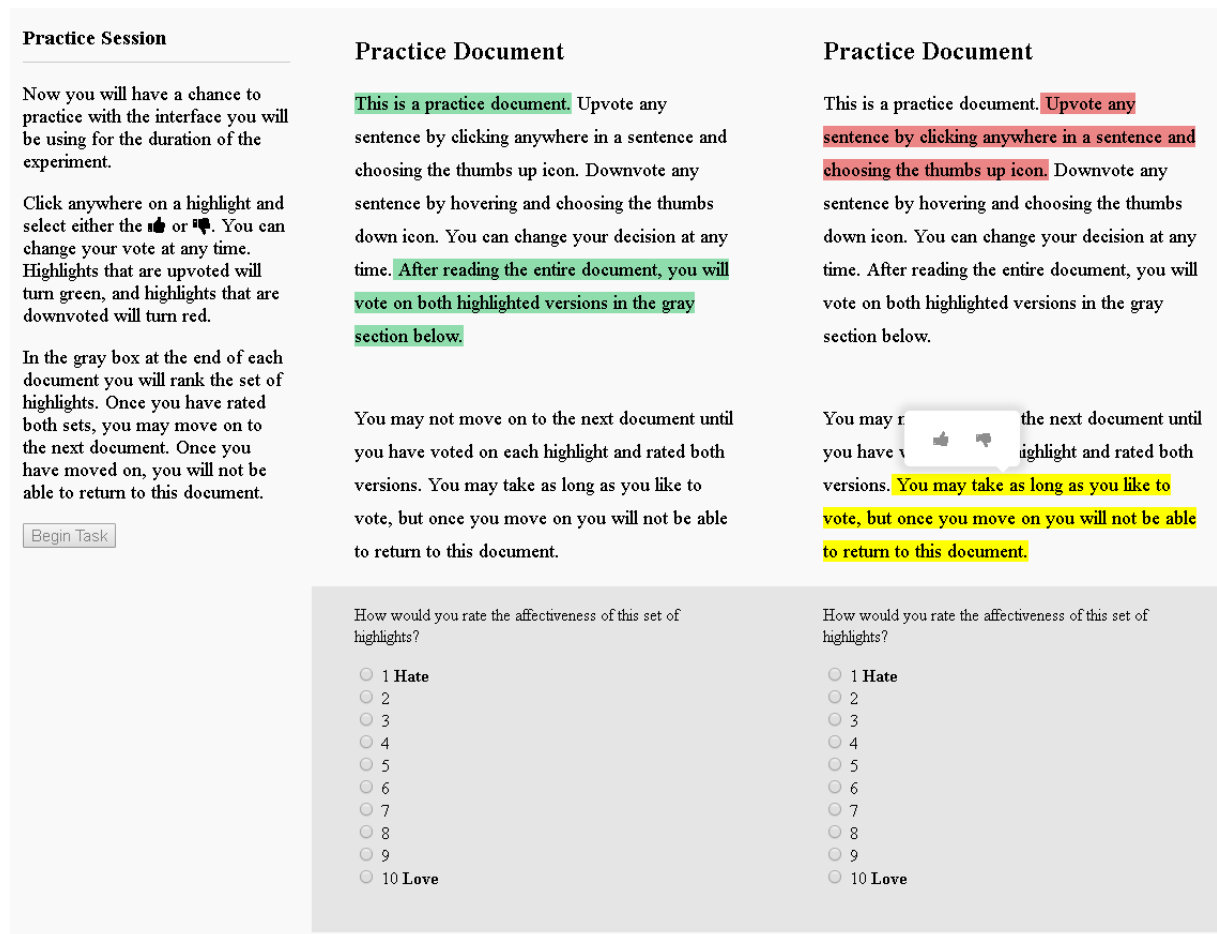 Practice Session
Now you will have a chance to
practice with the interface you will
be using for the duration of the
experiment.
Click anywhere on a highlight and
select either the or . You can
change your vote at any time.
Highlights that are upvoted will
turn green, and highlights that are
downvoted will turn red.
In the gray box at the end of each
document you will rank the set of
highlights. Once you have rated
both sets, you may move on to
the next document. Once you
have moved on, you will not be
able to return to this document.
Begin Task
Practice Document
This is a practice document. Upvote any
sentence by clicking anywhere in a sentence and
choosing the thumbs up icon. Downvote any
sentence by hovering and choosing the thumbs
down icon. You can change your decision at any
time. After reading the entire document, you will
vote on both highlighted versions in the gray
section below.
You may not move on to the next document until
you have voted on each highlight and rated both
versions. You may take as long as you like to
vote, but once you move on you will not be able
to return to this document.
How would you rate the affectiveness of this set of
highlights?
1 Hate
2
3
4
5
6
7
8
9
10 Love
Practice Document
This is a practice document. Upvote any
sentence by clicking anywhere in a sentence and
choosing the thumbs up icon. Downvote any
sentence by hovering and choosing the thumbs
down icon. You can change your decision at any
time. After reading the entire document, you will
vote on both highlighted versions in the gray
section below.
You may the next document until
you have highlight and rated both
versions. You may take as long as you like to
vote, but once you move on you will not be able
to return to this document.
How would you rate the affectiveness of this set of
highlights?
1 Hate
2
3
4
5
6
7
8
9
10 Love